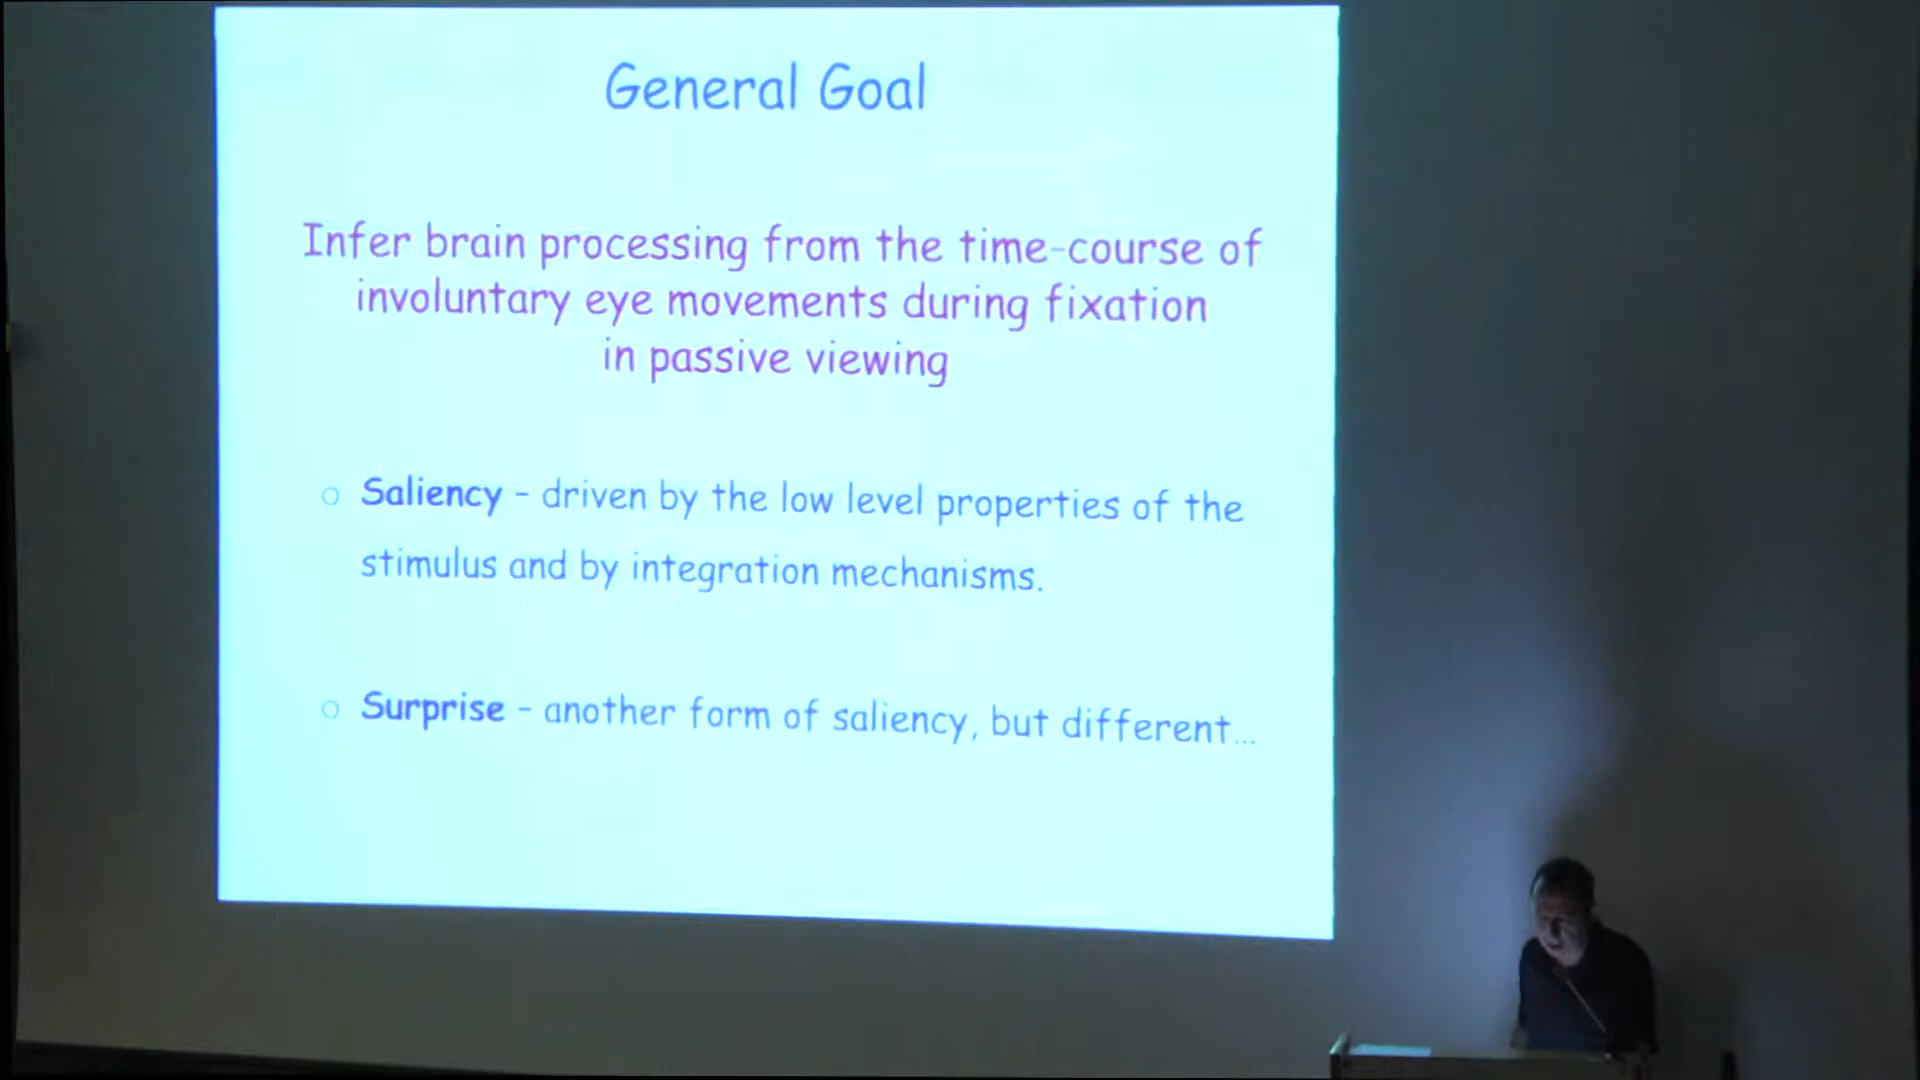 General Goal
Infer brain processing from the time-course of
involuntary eye movements during fixation
in passive viewing
○ Saliency - driven by the low level properties of the
stimulus and by integration mechanisms.
○ Surprise - another form of saliency, but different...